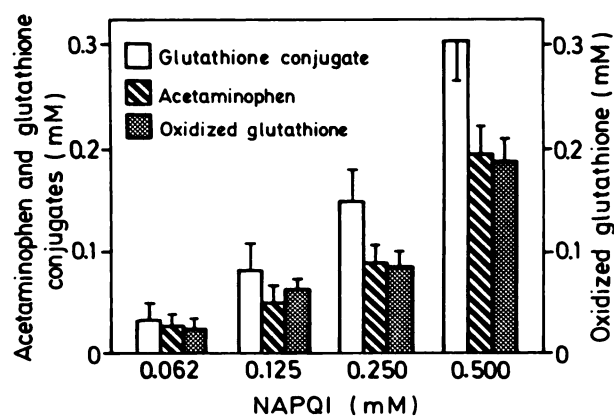 Acetaminophen and glutathione
conjugates (mM)
0.3
0.2
0.1
0
Glutathione conjugate
Acetaminophen
Oxidized glutathione
0.3
0.2
0.1
0
Oxidized glutathione (mM)
0.062 0.125 0.250 0.500
NAPQI (mM)